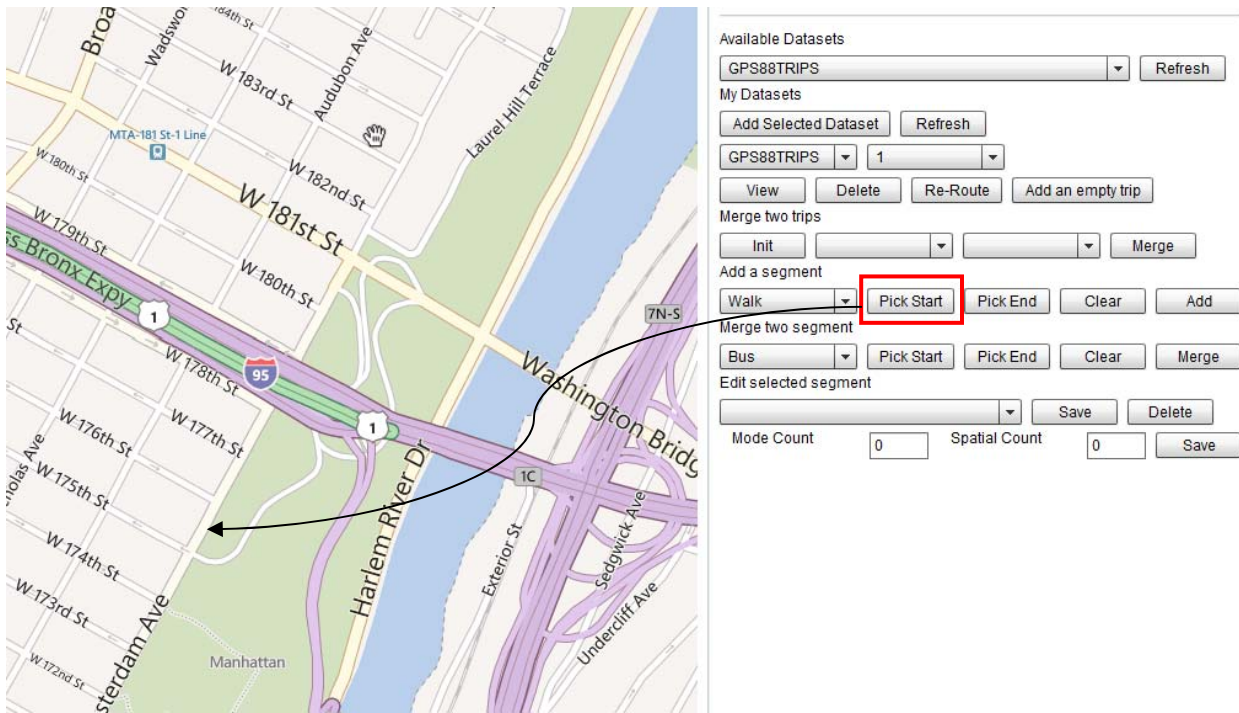 Broa
Wadswo
184th St
W 183rd St
Audubon Ave
Laurel Hill Terrace
MTA-181 St-1 Line
W 180th St
W 182nd St
W 181st St
W 179th St
ss Bronx Expy
W 180th St
1
St
7N-S
95
W 178th St
Washington Bridg
W 176th St
W 177th St
1
1C
holas Ave
W 175th St
Harlem River Dr
Exterior St
Sedgwick Ave
W 174th St
Undercliff Ave
W 173rd St
sterdam Ave
W 172nd St
Manhattan
Available Datasets
GPS88TRIPS Refresh
My Datasets
Add Selected Dataset Refresh
GPS88TRIPS 1
View Delete Re-Route Add an empty trip
Merge two trips
Init Merge
Add a segment
Walk Pick Start Pick End Clear Add
Merge two segment
Bus Pick Start Pick End Clear Merge
Edit selected segment
Save Delete
Mode Count 0 Spatial Count 0 Save